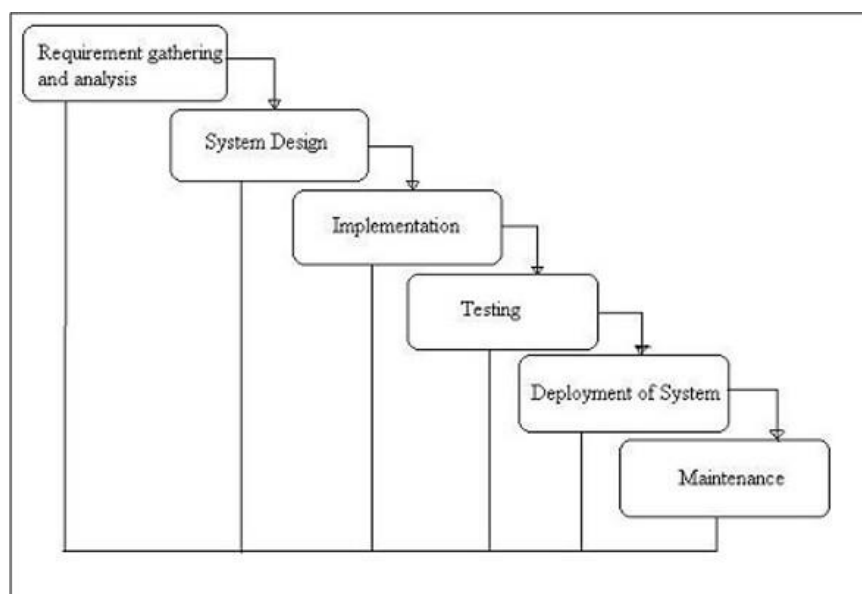 Requirement gathering
and analysis
System Design
Implementation
Testing
Deployment of System
Maintenance